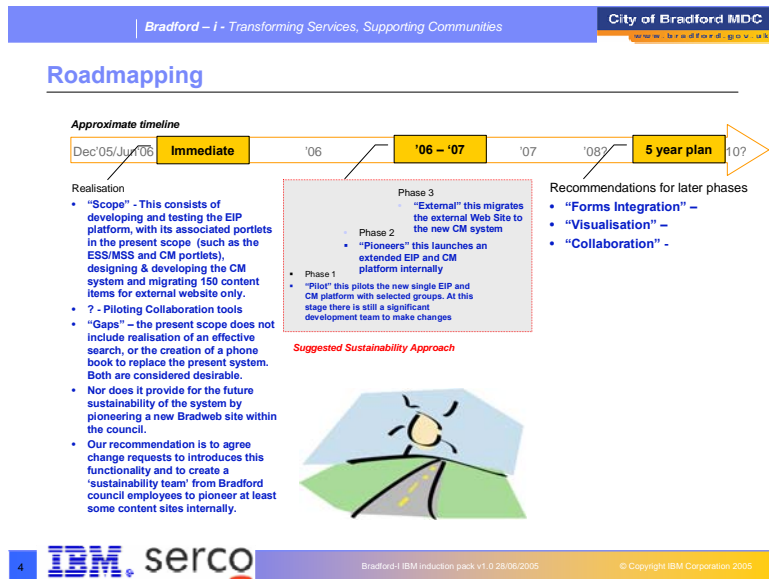 Bradford – i - Transforming Services, Supporting Communities
City of Bradford MDC
www.bradford.gov.uk
Roadmapping
Approximate timeline
Dec'05/Jun'06
Immediate
'06
'06 – '07
'07
'08?
5 year plan
10?
Realisation
• “Scope” - This consists of
developing and testing the EIP
platform, with its associated portlets
in the present scope (such as the
ESS/MSS and CM portlets),
designing & developing the CM
system and migrating 150 content
items for external website only.
• ? - Piloting Collaboration tools
• “Gaps” – the present scope does not
include realisation of an effective
search, or the creation of a phone
book to replace the present system.
Both are considered desirable.
• Nor does it provide for the future
sustainability of the system by
pioneering a new Bradweb site within
the council.
• Our recommendation is to agree
change requests to introduces this
functionality and to create a
‘sustainability team’ from Bradford
council employees to pioneer at least
some content sites internally.
Phase 3
• “External” this migrates
the external Web Site to
the new CM system
• Phase 2
▪ “Pioneers” this launches an
extended EIP and CM
platform internally
• Phase 1
• “Pilot” this pilots the new single EIP and
CM platform with selected groups. At this
stage there is still a significant
development team to make changes
Suggested Sustainability Approach
Recommendations for later phases
• “Forms Integration” –
• “Visualisation” –
• “Collaboration” -
4
IBM
serco
Bradford-I IBM induction pack v1.0 28/06/2005
© Copyright IBM Corporation 2005